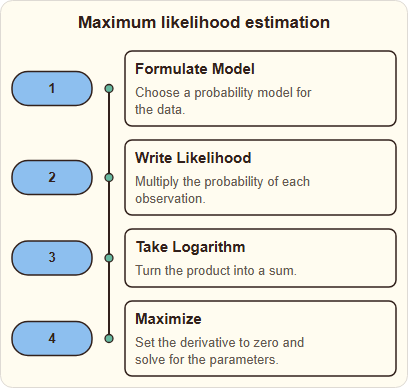 Maximum likelihood estimation
1
Formulate Model
Choose a probability model for
the data.
2
Write Likelihood
Multiply the probability of each
observation.
3
Take Logarithm
Turn the product into a sum.
4
Maximize
Set the derivative to zero and
solve for the parameters.